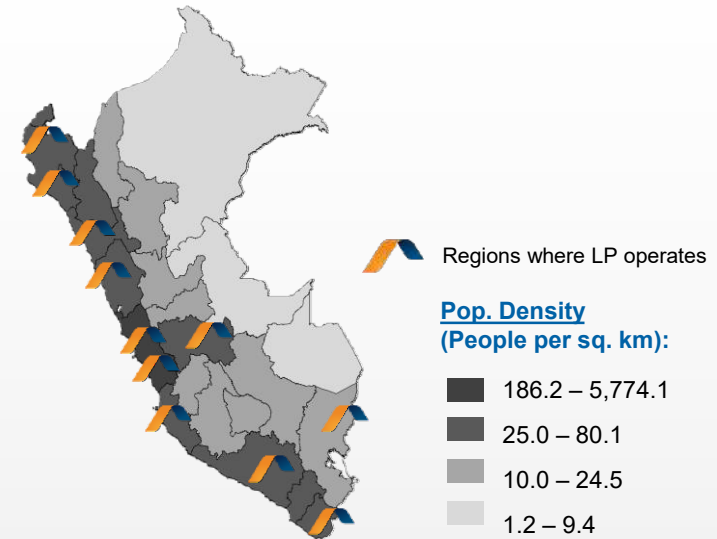 Regions where LP operates
Pop. Density
(People per sq. km):
186.2 – 5,774.1
25.0 – 80.1
10.0 – 24.5
1.2 – 9.4